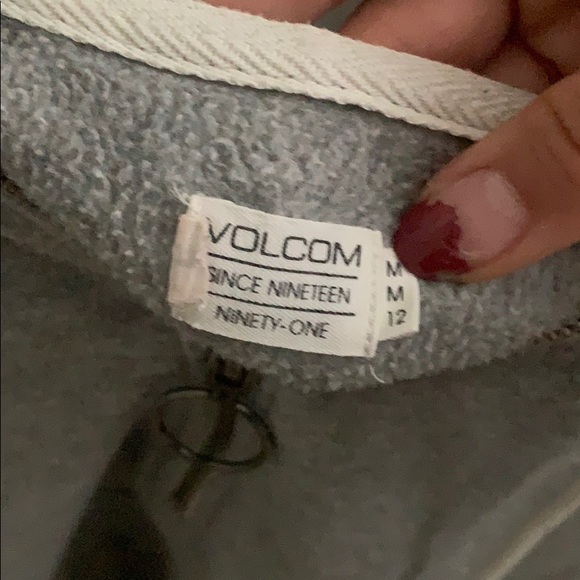 VOLCOM
SINCE NINETEEN
NINETY-ONE
M
M
12